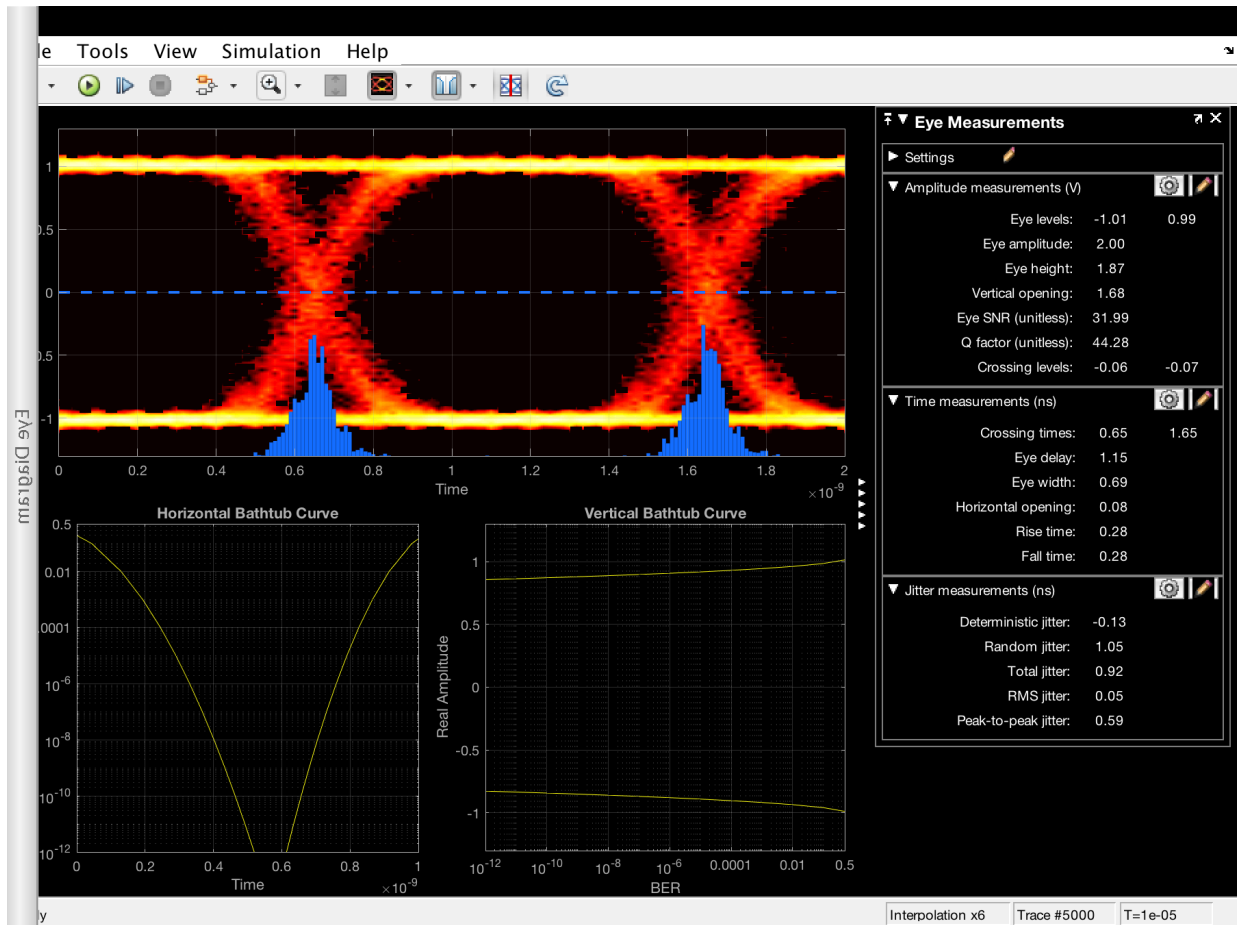 le Tools View Simulation Help
Eye Measurements
Settings
Amplitude measurements (V)
Eye levels: -1.01 0.99
Eye amplitude: 2.00
Eye height: 1.87
Vertical opening: 1.68
Eye SNR (unitless): 31.99
Q factor (unitless): 44.28
Crossing levels: -0.06 -0.07
Time measurements (ns)
Crossing times: 0.65 1.65
Eye delay: 1.15
Eye width: 0.69
Horizontal opening: 0.08
Rise time: 0.28
Fall time: 0.28
Jitter measurements (ns)
Deterministic jitter: -0.13
Random jitter: 1.05
Total jitter: 0.92
RMS jitter: 0.05
Peak-to-peak jitter: 0.59
Eye Diagram
1
0.5
0
0.5
-1
0 0.2 0.6 0.8 1 1.2 1.4 1.6 1.8 2
Time
×10⁻⁹
Horizontal Bathtub Curve
0.5
0.01
.0001
10⁻⁶
10⁻⁸
10⁻¹⁰
10⁻¹²
0 0.2 0.4 0.6 0.8 1
Time
×10⁻⁹
Vertical Bathtub Curve
Real Amplitude
1
0.5
0
-0.5
-1
10⁻¹² 10⁻¹⁰ 10⁻⁸ 10⁻⁶ 0.0001 0.01 0.5
BER
ly
Interpolation x6 Trace #5000 T=1e-05